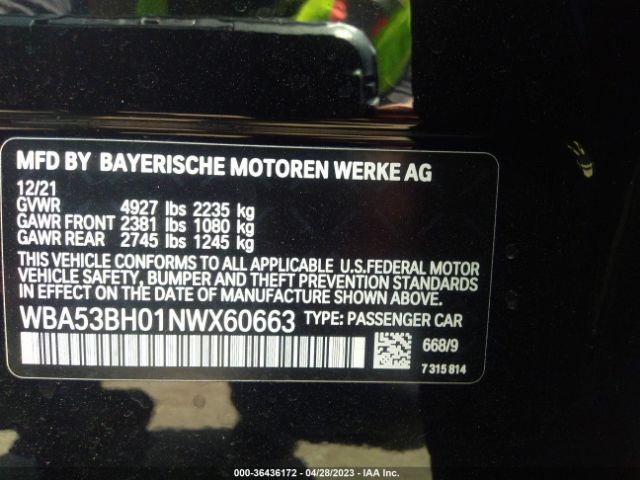 MFD BY BAYERISCHE MOTOREN WERKE AG
12/21
GVWR 4927 lbs 2235 kg
GAWR FRONT 2381 lbs 1080 kg
GAWR REAR 2745 lbs 1245 kg
THIS VEHICLE CONFORMS TO ALL APPLICABLE U.S.FEDERAL MOTOR
VEHICLE SAFETY, BUMPER AND THEFT PREVENTION STANDARDS
IN EFFECT ON THE DATE OF MANUFACTURE SHOWN ABOVE.
WBA53BH01NWX60663 TYPE: PASSENGER CAR
668/9
7 315 814
000-36436172 - 04/28/2023 - IAA Inc.